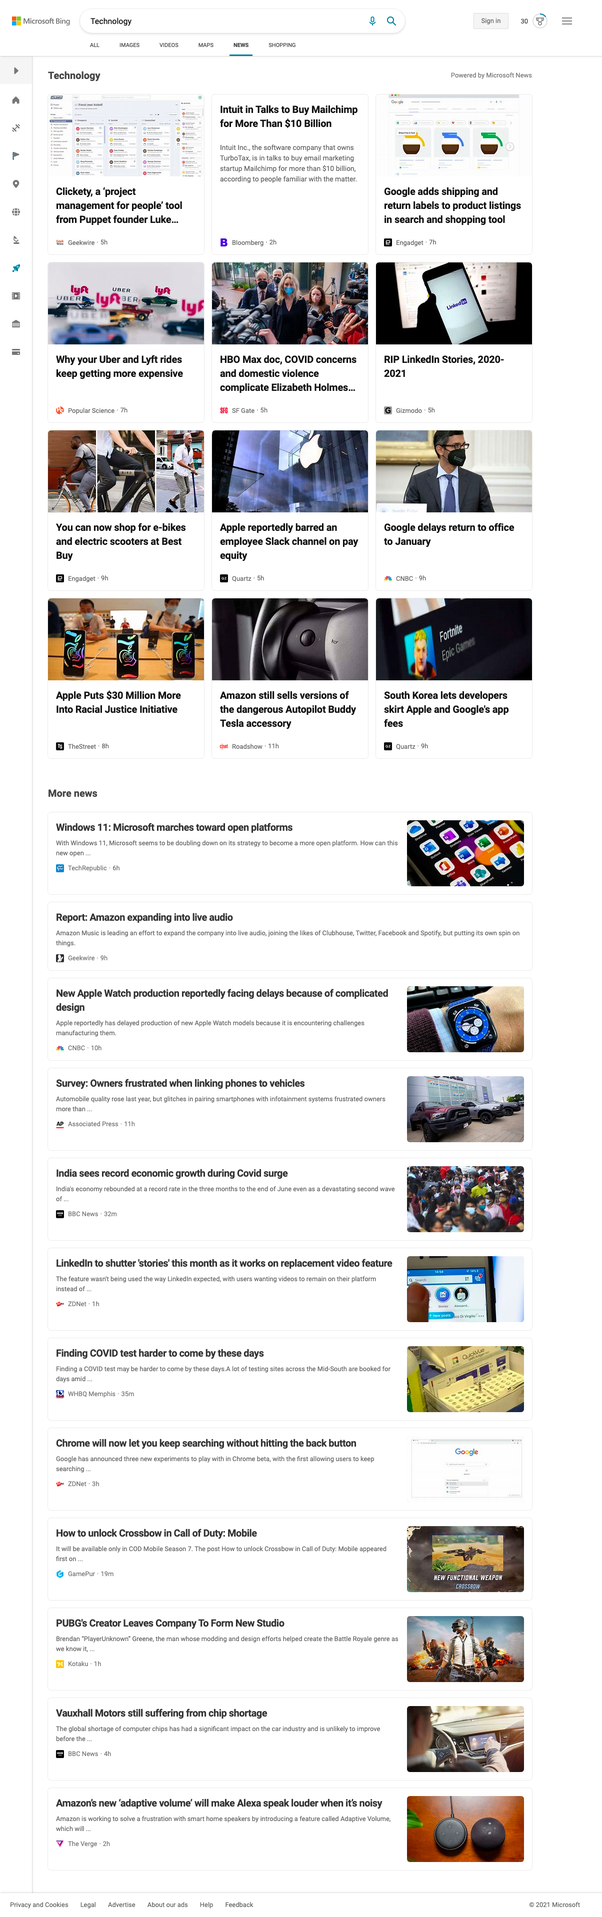 Microsoft Bing
Technology
Sign in
30
ALL IMAGES VIDEOS MAPS NEWS SHOPPING
Technology
Powered by Microsoft News
Clickety, a ‘project
management for people’ tool
from Puppet founder Luke...
Geekwire · 5h
Intuit in Talks to Buy Mailchimp
for More Than $10 Billion
Intuit Inc., the software company that owns
TurboTax, is in talks to buy email marketing
startup Mailchimp for more than $10 billion,
according to people familiar with the matter.
Bloomberg · 2h
Google
Google adds shipping and
return labels to product listings
in search and shopping tool
Engadget · 7h
lyft
UBER
lyft
UBER
lyft
Why your Uber and Lyft rides
keep getting more expensive
Popular Science · 7h
HBO Max doc, COVID concerns
and domestic violence
complicate Elizabeth Holmes...
SF Gate · 5h
LinkedIn
RIP LinkedIn Stories, 2020-
2021
Gizmodo · 5h
You can now shop for e-bikes
and electric scooters at Best
Buy
Engadget · 9h
Apple reportedly barred an
employee Slack channel on pay
equity
Quartz · 5h
Google delays return to office
to January
CNBC · 9h
Apple Puts $30 Million More
Into Racial Justice Initiative
TheStreet · 8h
Amazon still sells versions of
the dangerous Autopilot Buddy
Tesla accessory
Roadshow · 11h
Fortnite
Epic Games
South Korea lets developers
skirt Apple and Google's app
fees
Quartz · 9h
More news
Windows 11: Microsoft marches toward open platforms
With Windows 11, Microsoft seems to be doubling down on its strategy to become a more open platform. How can this
new open ...
TechRepublic · 6h
Report: Amazon expanding into live audio
Amazon Music is leading an effort to expand the company into live audio, joining the likes of Clubhouse, Twitter, Facebook and Spotify, but putting its own spin on
things.
Geekwire · 9h
New Apple Watch production reportedly facing delays because of complicated
design
Apple reportedly has delayed production of new Apple Watch models because it is encountering challenges
manufacturing them.
CNBC · 10h
Survey: Owners frustrated when linking phones to vehicles
Automobile quality rose last year, but glitches in pairing smartphones with infotainment systems frustrated owners
more than ...
AP Associated Press · 11h
India sees record economic growth during Covid surge
India's economy rebounded at a record rate in the three months to the end of June even as a devastating second wave
of ...
BBC News · 32m
LinkedIn to shutter 'stories' this month as it works on replacement video feature
The feature wasn't being used the way LinkedIn expected, with users wanting videos to remain on their platform
instead of ...
ZDNet · 1h
Finding COVID test harder to come by these days
Finding a COVID test may be harder to come by these days.A lot of testing sites across the Mid-South are booked for
days amid ...
WHBQ Memphis · 35m
Chrome will now let you keep searching without hitting the back button
Google has announced three new experiments to play with in Chrome beta, with the first allowing users to keep
searching ...
ZDNet · 3h
Google
How to unlock Crossbow in Call of Duty: Mobile
It will be available only in COD Mobile Season 7. The post How to unlock Crossbow in Call of Duty: Mobile appeared
first on ...
GamePur · 19m
NEW FUNCTIONAL WEAPON
CROSSBOW
PUBG's Creator Leaves Company To Form New Studio
Brendan “PlayerUnknown” Greene, the man whose modding and design efforts helped create the Battle Royale genre as
we know it, ...
Kotaku · 1h
Vauxhall Motors still suffering from chip shortage
The global shortage of computer chips has had a significant impact on the car industry and is unlikely to improve
before the ...
BBC News · 4h
Amazon's new ‘adaptive volume’ will make Alexa speak louder when it's noisy
Amazon is working to solve a frustration with smart home speakers by introducing a feature called Adaptive Volume,
which will ...
The Verge · 2h
Privacy and Cookies Legal Advertise About our ads Help Feedback
© 2021 Microsoft